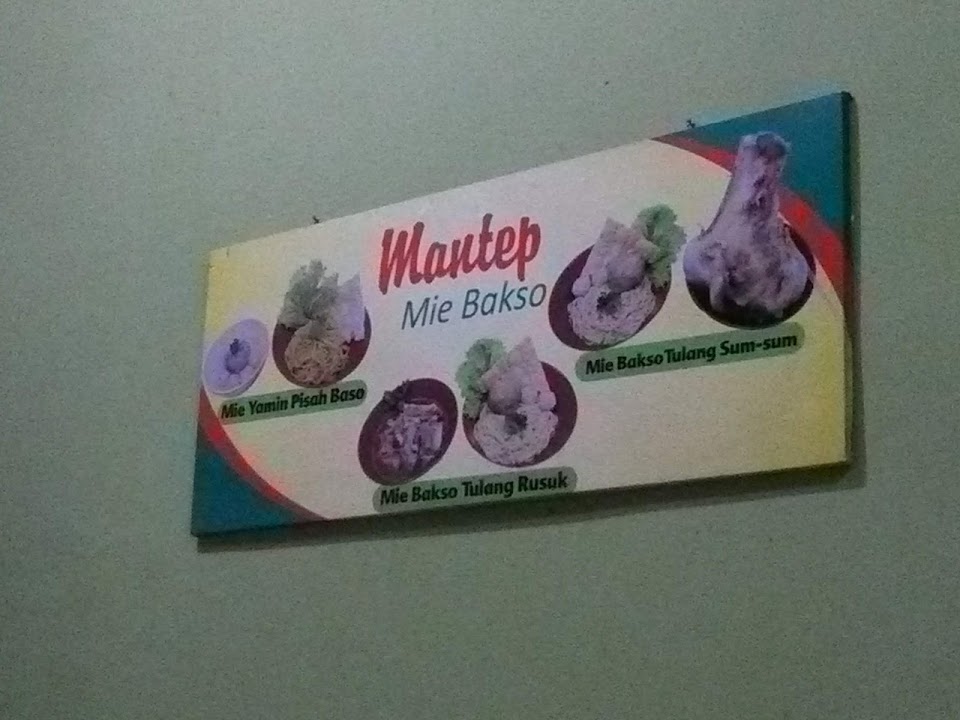 Mantep
Mie Bakso
Mie Yamin Pisah Baso
Mie Bakso Tulang Sum-sum
Mie Bakso Tulang Rusuk